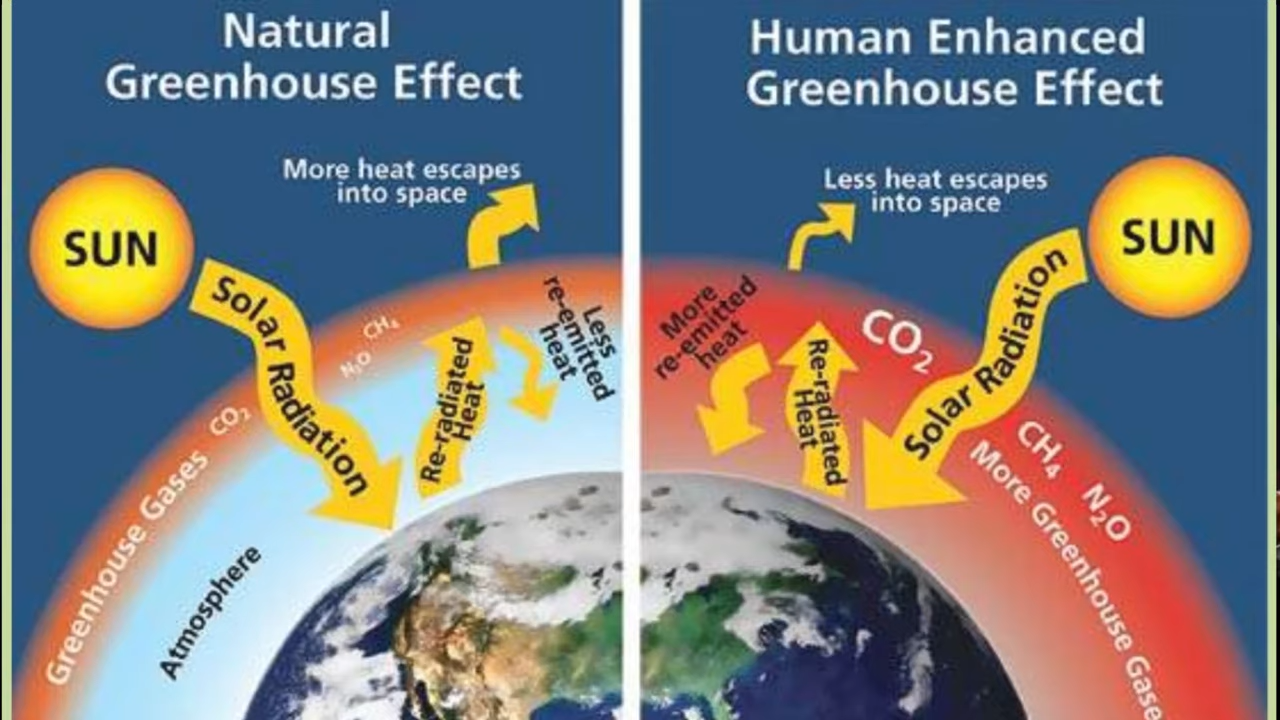 Natural
Greenhouse Effect
More heat escapes
into space
SUN
Solar Radiation
CH₄
N₂O
CO₂
Re-radiated
Heat
Less
re-emitted
heat
Greenhouse Gases
Atmosphere
Human Enhanced
Greenhouse Effect
Less heat escapes
into space
SUN
Solar Radiation
More
re-emitted
heat
Re-radiated
Heat
CO₂
CH₄
N₂O
More Greenhouse Gase